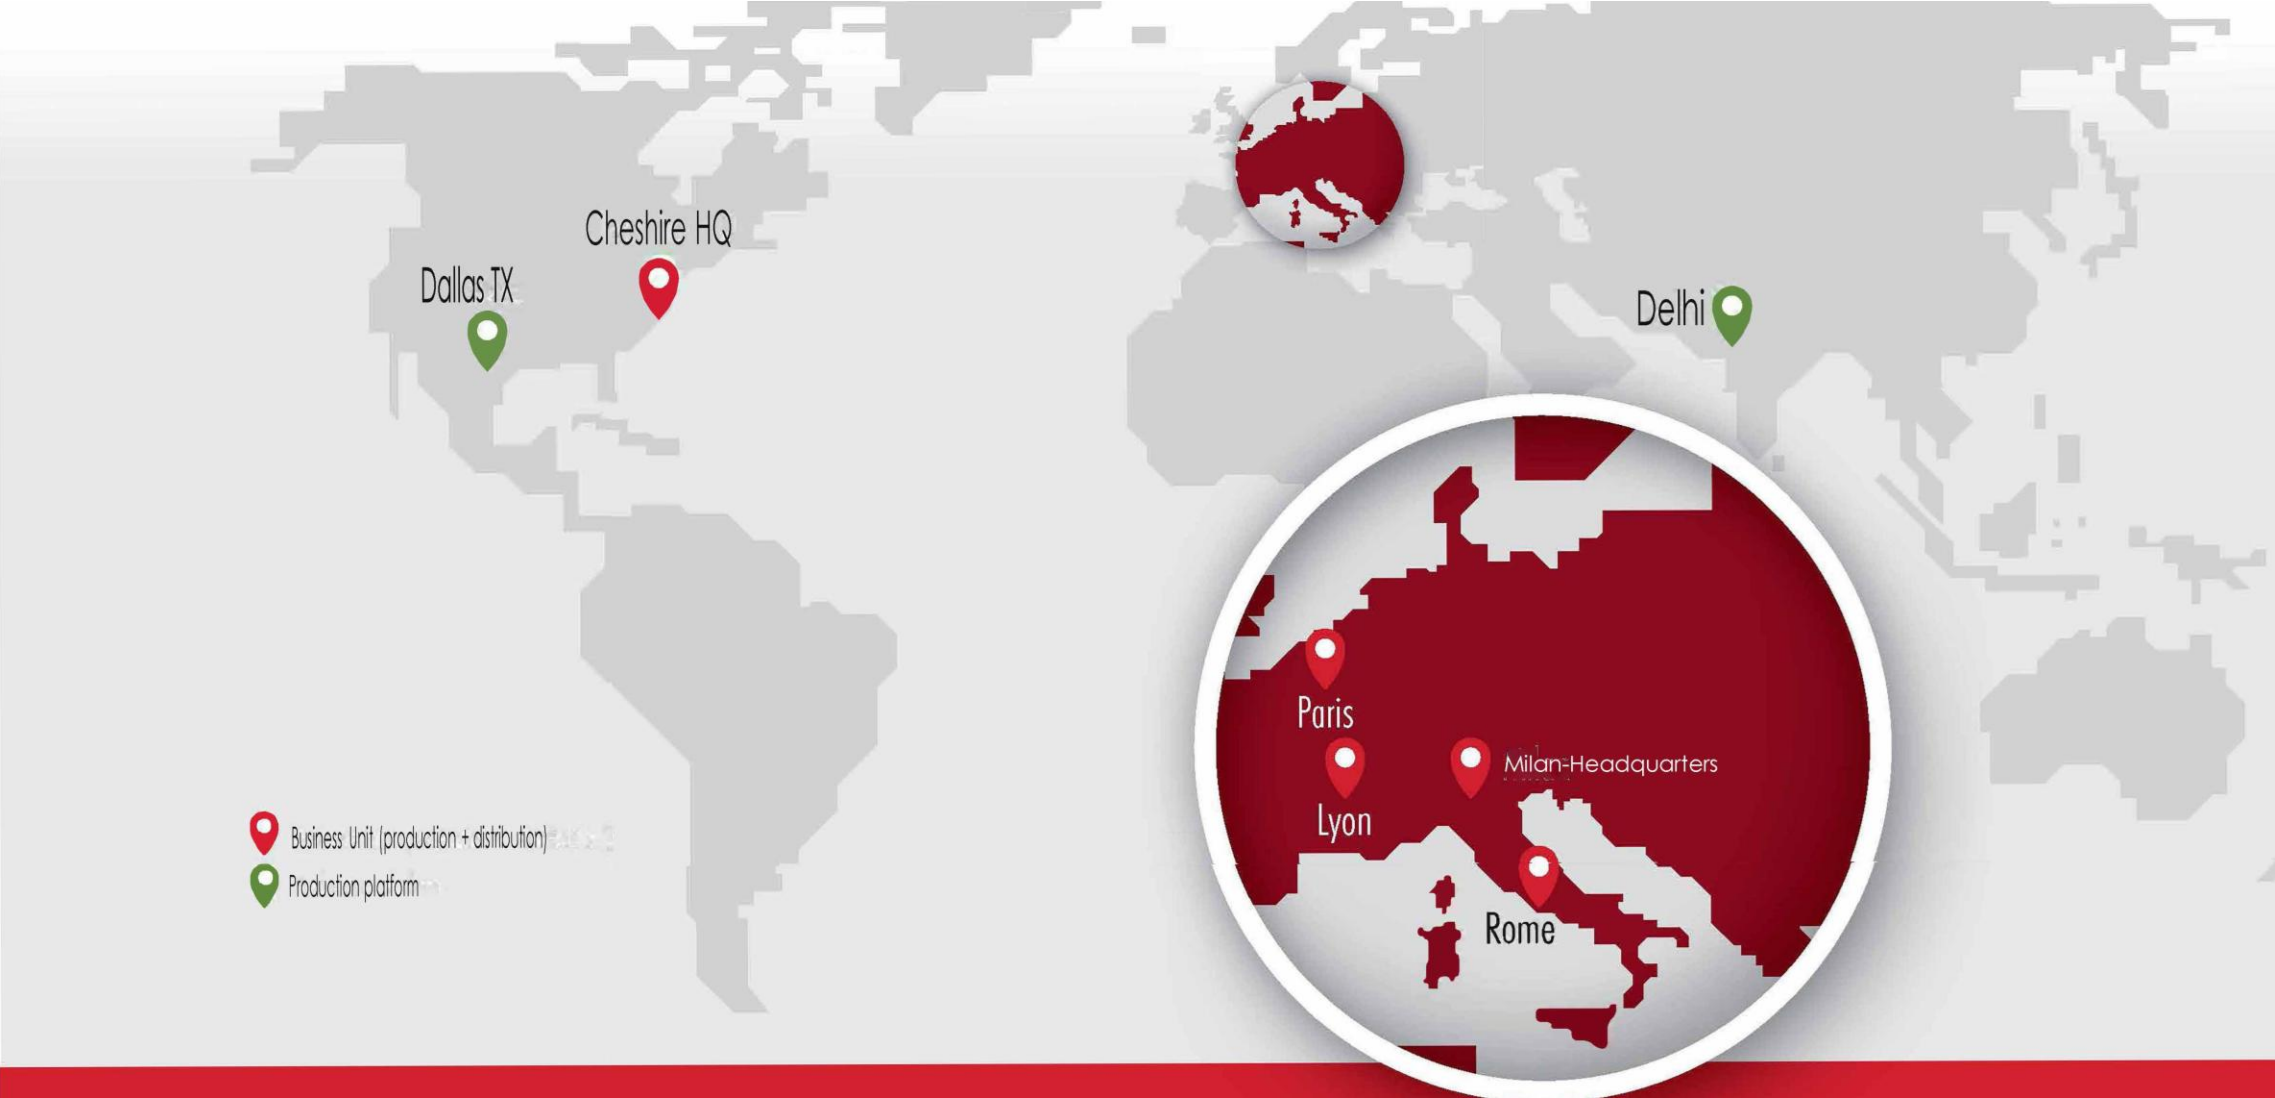 Cheshire HQ
Dallas TX
Delhi
Paris
Milan-Headquarters
Lyon
Rome
Business Unit (production + distribution)
Production platform